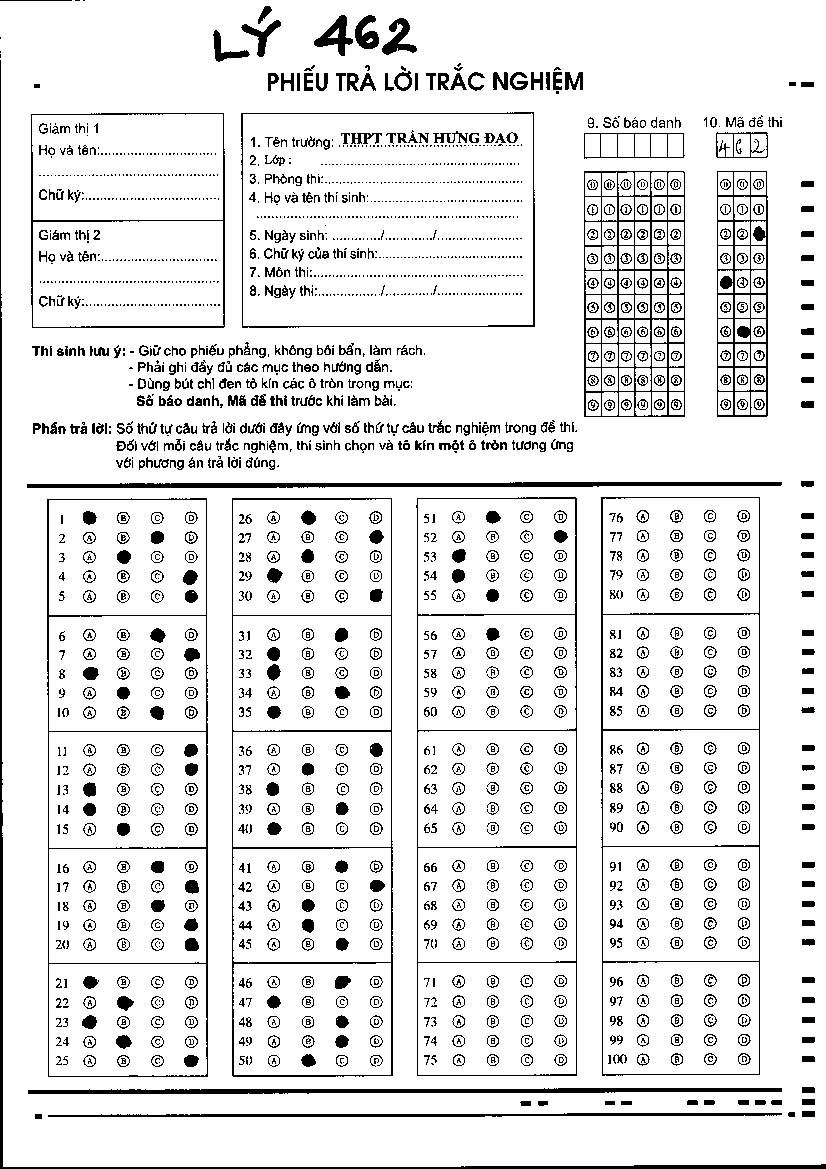 LÝ 462
PHIẾU TRẢ LỜI TRẮC NGHIỆM
Giám thị 1
Họ và tên:
Chữ ký:
Giám thị 2
Họ và tên:
Chữ ký:
1. Tên trường: THPT TRẦN HƯNG ĐẠO
2. Lớp :
3. Phòng thi:
4. Họ và tên thí sinh:
5. Ngày sinh: ............/............/............
6. Chữ ký của thí sinh:
7. Môn thi:
8. Ngày thi:............/............/............
9. Số báo danh
10. Mã đề thi
4 6 2
Thí sinh lưu ý: - Giữ cho phiếu phẳng, không bôi bẩn, làm rách.
- Phải ghi đầy đủ các mục theo hướng dẫn.
- Dùng bút chì đen tô kín các ô tròn trong mục:
Số báo danh, Mã đề thi trước khi làm bài.
Phần trả lời: Số thứ tự câu trả lời dưới đây ứng với số thứ tự câu trắc nghiệm trong đề thi.
Đối với mỗi câu trắc nghiệm, thí sinh chọn và tô kín một ô tròn tương ứng
với phương án trả lời đúng.
1 B C D
2 A B D
3 A C D
4 A B C
5 A B C
6 A B D
7 A B C
8 B C D
9 A C D
10 A B D
11 A B C
12 A B C
13 B C D
14 B C D
15 A C D
16 A B D
17 A B C
18 A B D
19 A B C
20 A B C
21 B C D
22 A C D
23 B C D
24 A C D
25 A B C
26 A C D
27 A B C
28 A C D
29 B C D
30 A B C
31 A B D
32 B C D
33 B C D
34 A B D
35 B C D
36 A B C
37 A C D
38 B C D
39 A B D
40 B C D
41 A B D
42 A B C
43 A C D
44 A C D
45 A B D
46 A B D
47 B C D
48 A B D
49 A B D
50 A C D
51 A C D
52 A B C
53 B C D
54 B C D
55 A C D
56 A C D
57 A B C D
58 A B C D
59 A B C D
60 A B C D
61 A B C D
62 A B C D
63 A B C D
64 A B C D
65 A B C D
66 A B C D
67 A B C D
68 A B C D
69 A B C D
70 A B C D
71 A B C D
72 A B C D
73 A B C D
74 A B C D
75 A B C D
76 A B C D
77 A B C D
78 A B C D
79 A B C D
80 A B C D
81 A B C D
82 A B C D
83 A B C D
84 A B C D
85 A B C D
86 A B C D
87 A B C D
88 A B C D
89 A B C D
90 A B C D
91 A B C D
92 A B C D
93 A B C D
94 A B C D
95 A B C D
96 A B C D
97 A B C D
98 A B C D
99 A B C D
100 A B C D